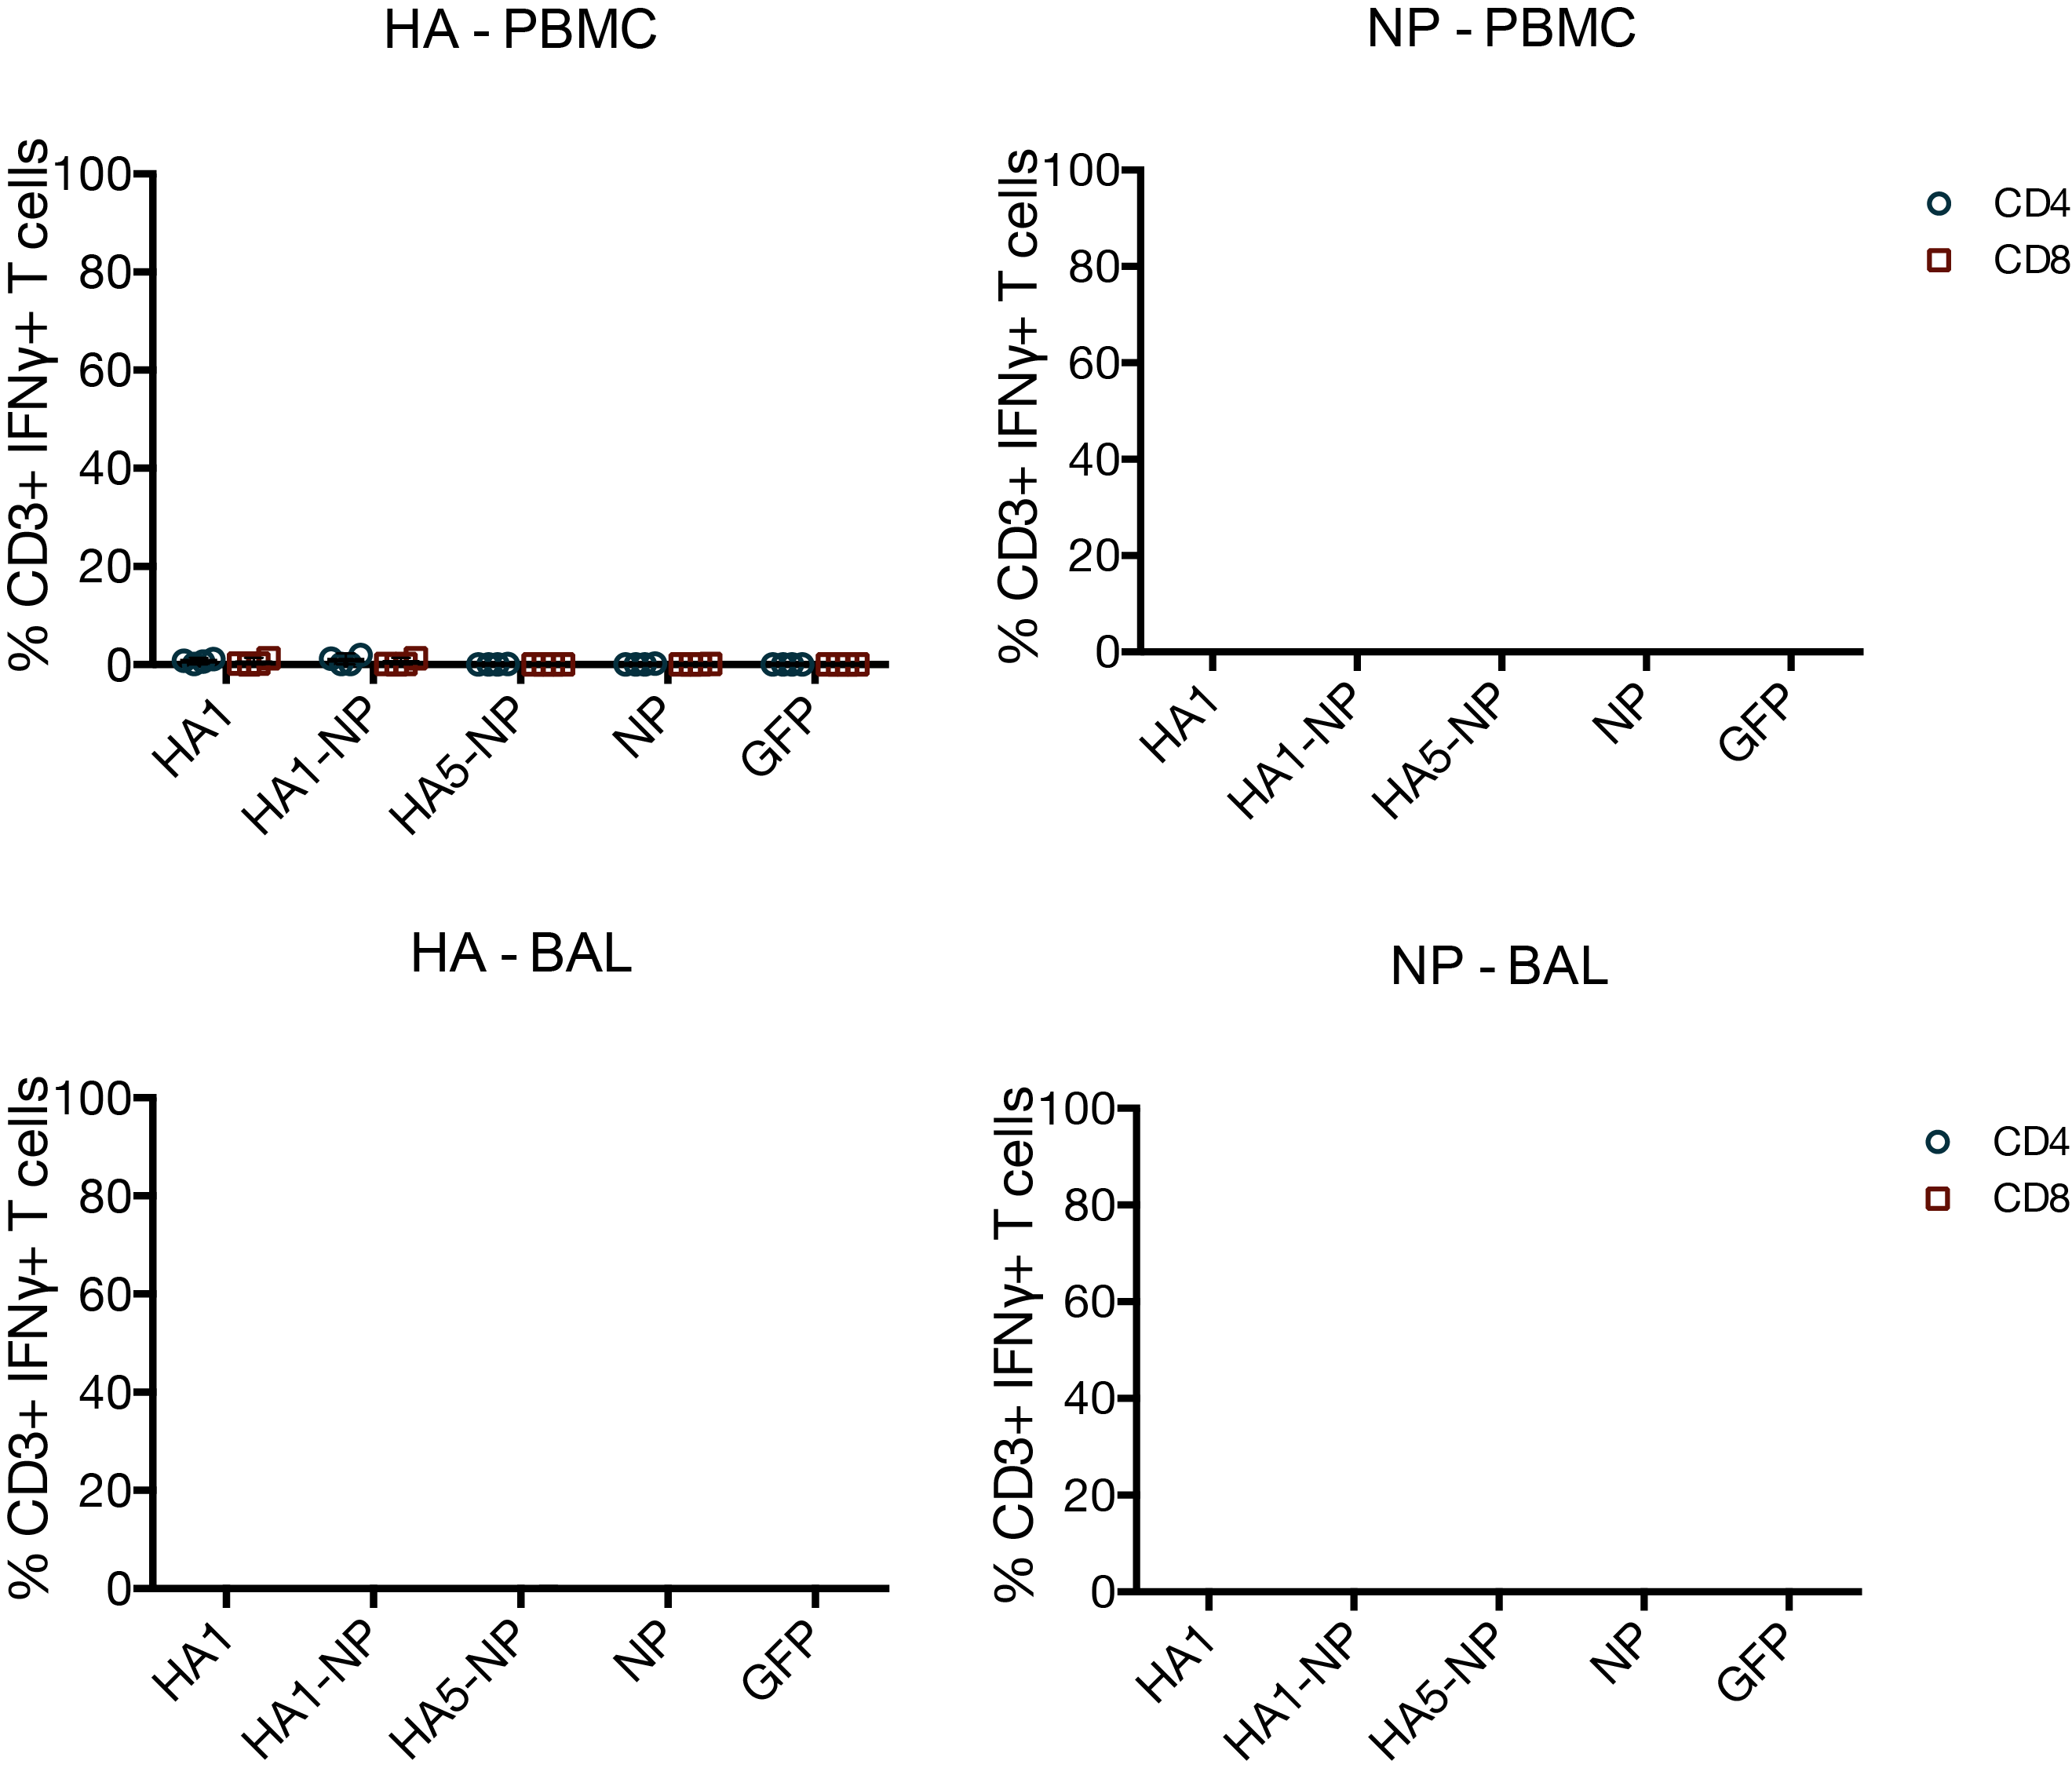 HA - PBMC
% CD3+ IFNγ+ T cells
100
80
60
40
20
0
HA1
HA1-NP
HA5-NP
NP
GFP
NP - PBMC
% CD3+ IFNγ+ T cells
100
80
60
40
20
0
HA1
HA1-NP
HA5-NP
NP
GFP
CD4
CD8
HA - BAL
% CD3+ IFNγ+ T cells
100
80
60
40
20
0
HA1
HA1-NP
HA5-NP
NP
GFP
NP - BAL
% CD3+ IFNγ+ T cells
100
80
60
40
20
0
HA1
HA1-NP
HA5-NP
NP
GFP
CD4
CD8